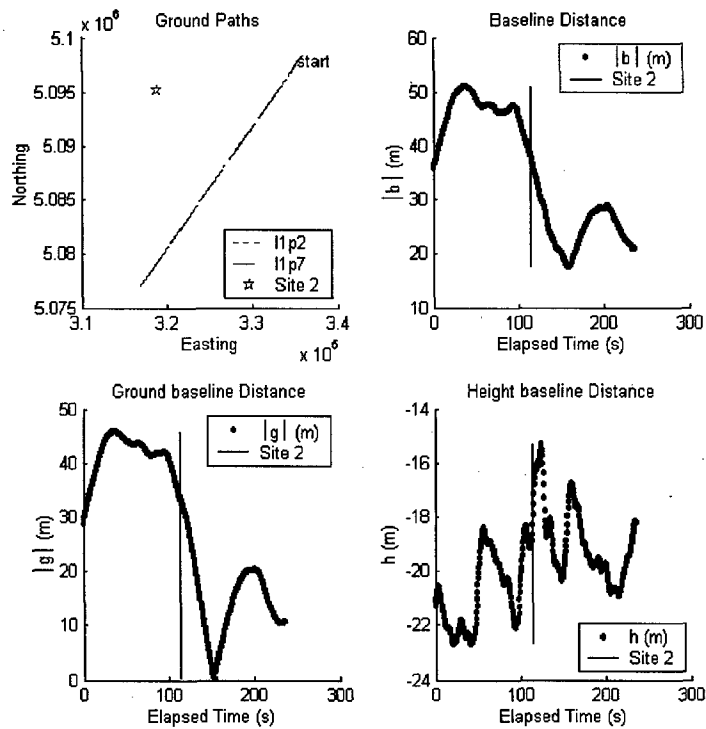 x 10^6
Ground Paths
5.1
5.095
5.09
5.085
5.08
5.075
Northing
start
l1p2
l1p7
Site 2
3.1
3.2
3.3
3.4
Easting
x 10^6
Baseline Distance
60
50
40
30
20
10
|b| (m)
|b| (m)
Site 2
0
100
200
300
Elapsed Time (s)
Ground baseline Distance
50
40
30
20
10
0
|g| (m)
|g| (m)
Site 2
0
100
200
300
Elapsed Time (s)
Height baseline Distance
-14
-16
-18
-20
-22
-24
h (m)
h (m)
Site 2
0
100
200
300
Elapsed Time (s)